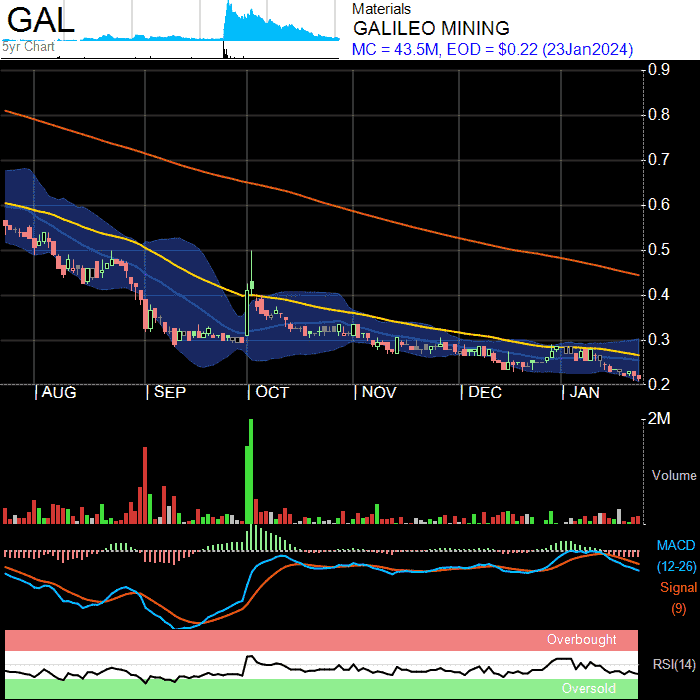 GAL
5yr Chart
Materials
GALILEO MINING
MC = 43.5M, EOD = $0.22 (23Jan2024)
0.9
0.8
0.7
0.6
0.5
0.4
0.3
0.2
AUG SEP OCT NOV DEC JAN
2M
Volume
MACD
(12-26)
Signal
(9)
Overbought
RSI(14)
Oversold